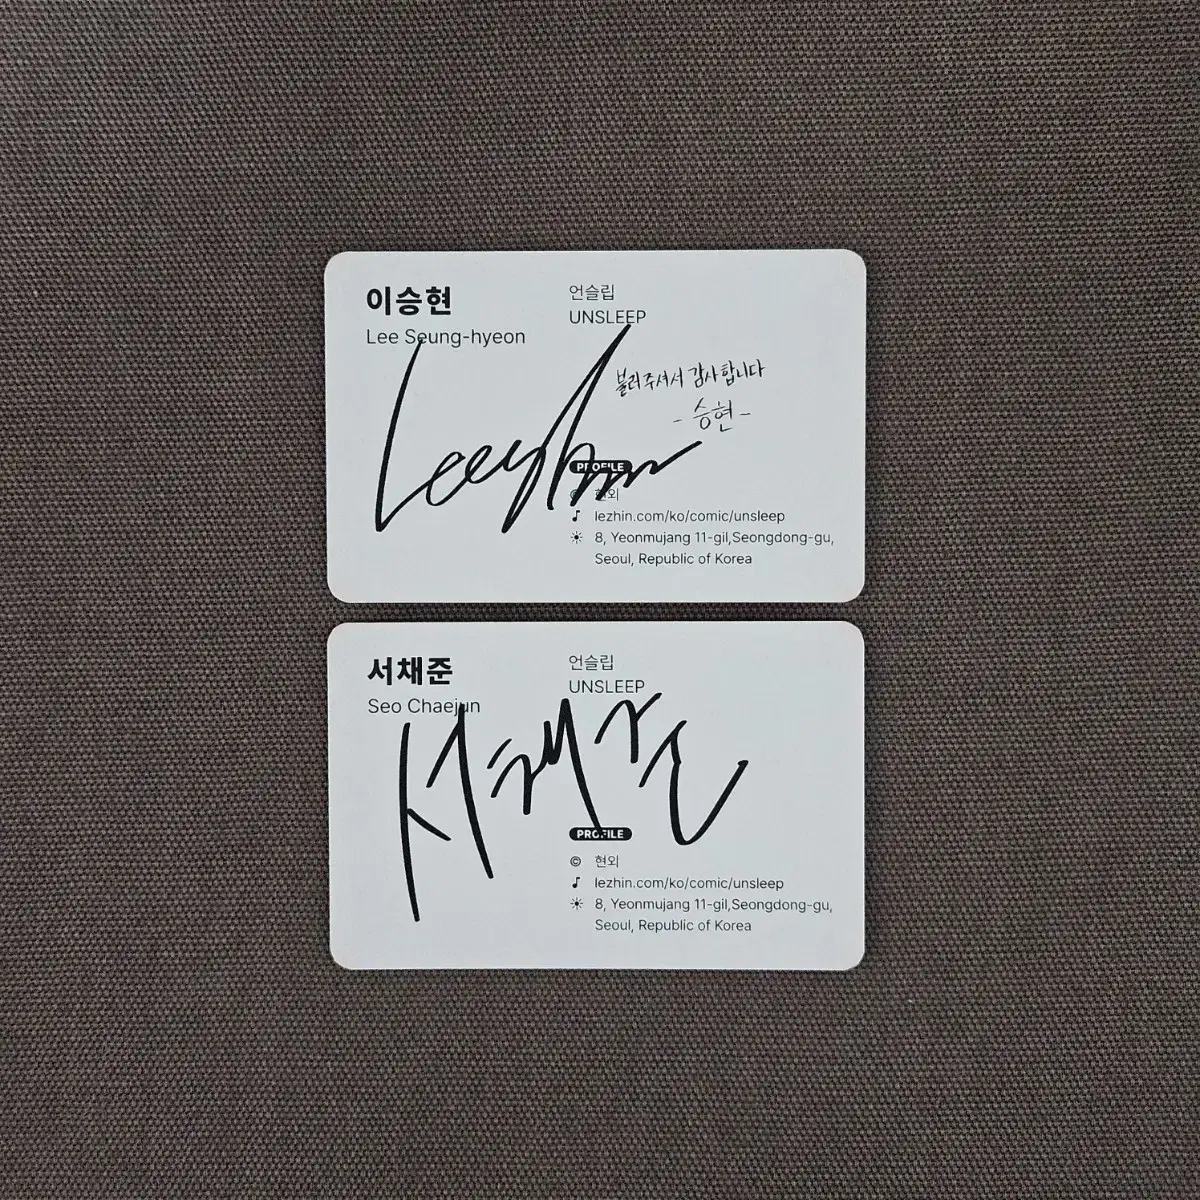 이승현
Lee Seung-hyeon
언슬립
UNSLEEP
불러주셔서 감사합니다
-승현-
PROFILE
© 현외
lezhin.com/ko/comic/unsleep
8, Yeonmujang 11-gil,Seongdong-gu,
Seoul, Republic of Korea
서채준
Seo Chaejun
언슬립
UNSLEEP
서채준
PROFILE
© 현외
lezhin.com/ko/comic/unsleep
8, Yeonmujang 11-gil,Seongdong-gu,
Seoul, Republic of Korea